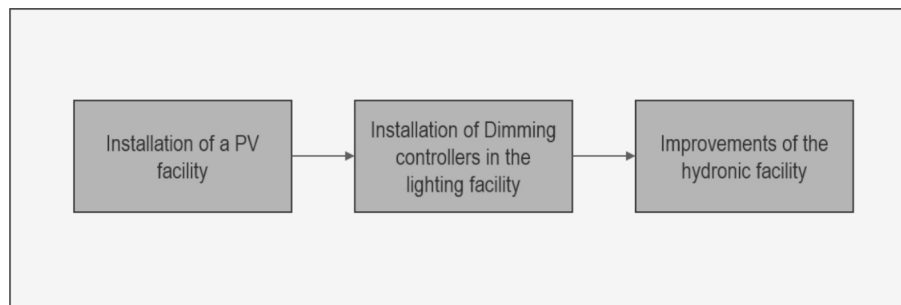 Installation of a PV
facility
Installation of Dimming
controllers in the
lighting facility
Improvements of the
hydronic facility